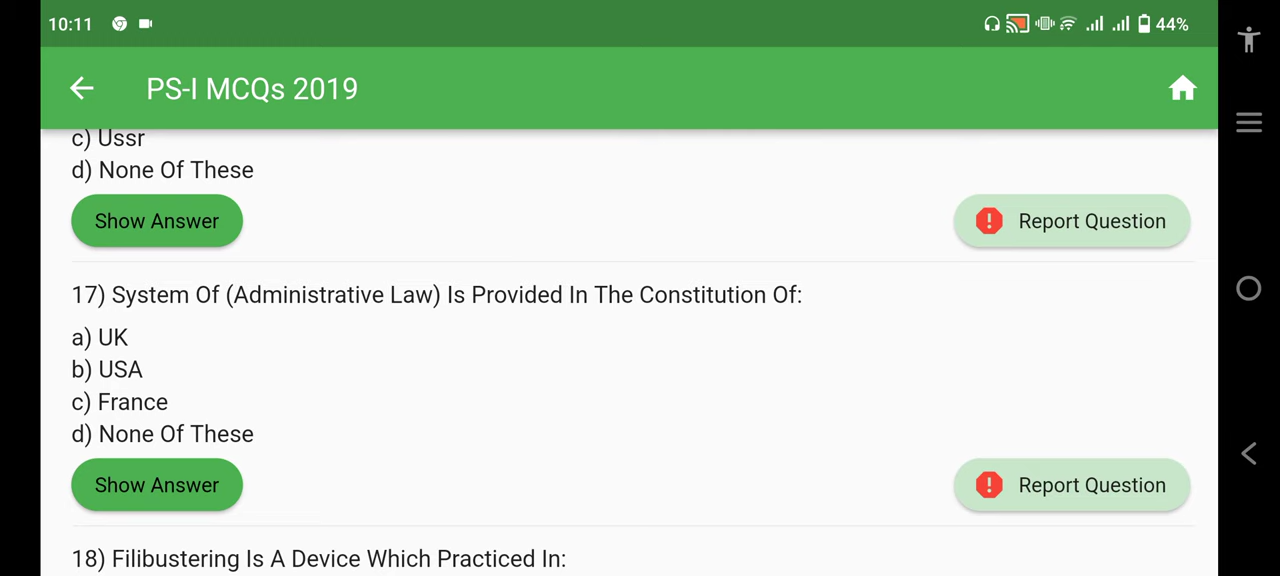 10:11
44%
PS-I MCQs 2019
c) Ussr
d) None Of These
Show Answer
Report Question
17) System Of (Administrative Law) Is Provided In The Constitution Of:
a) UK
b) USA
c) France
d) None Of These
Show Answer
Report Question
18) Filibustering Is A Device Which Practiced In: